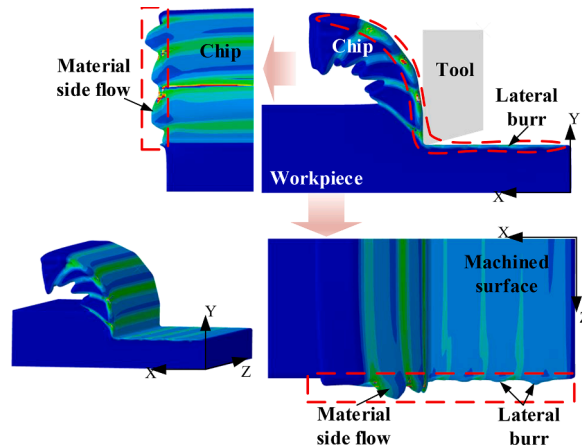 Chip
Material
side flow
Chip
Tool
Lateral
burr
Y
X
Workpiece
Y
X
Z
X
Machined
surface
Z
Material
side flow
Lateral
burr